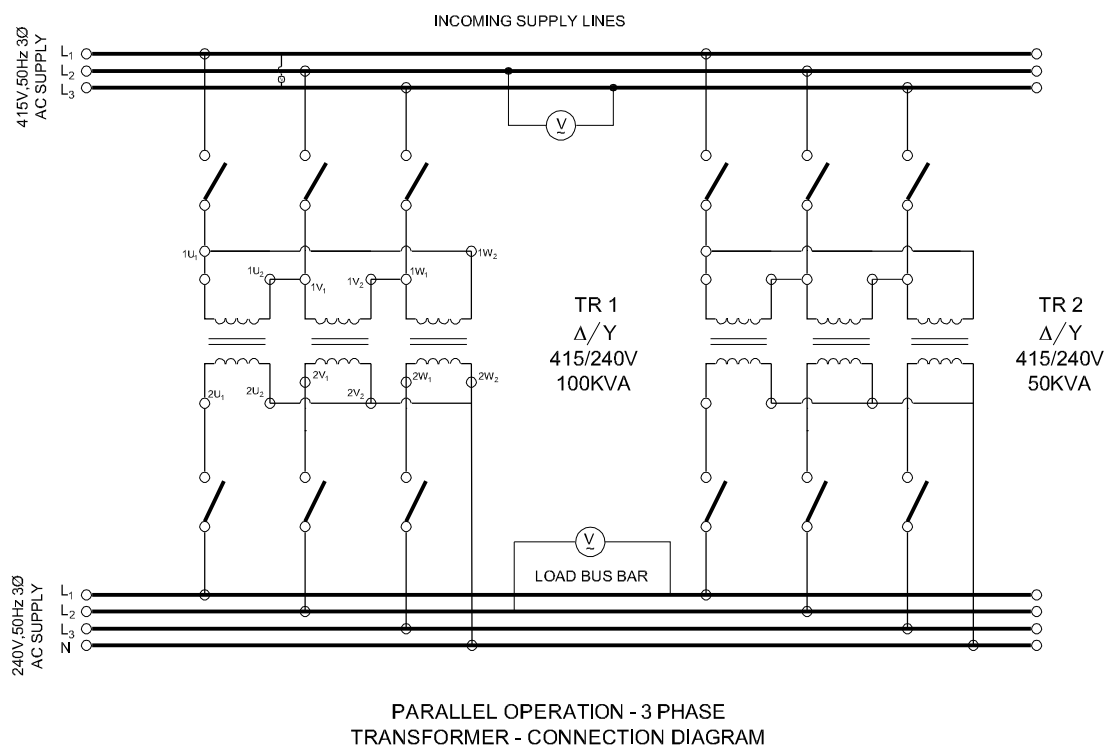 INCOMING SUPPLY LINES
415V,50Hz 3Ø
AC SUPPLY
L₁
L₂
L₃
V
~
1U₁
1U₂
1V₁
1V₂
1W₁
1W₂
TR 1
Δ/Y
415/240V
100KVA
TR 2
Δ/Y
415/240V
50KVA
2U₁
2U₂
2V₁
2V₂
2W₁
2W₂
V
~
LOAD BUS BAR
240V,50Hz 3Ø
AC SUPPLY
L₁
L₂
L₃
N
PARALLEL OPERATION - 3 PHASE
TRANSFORMER - CONNECTION DIAGRAM